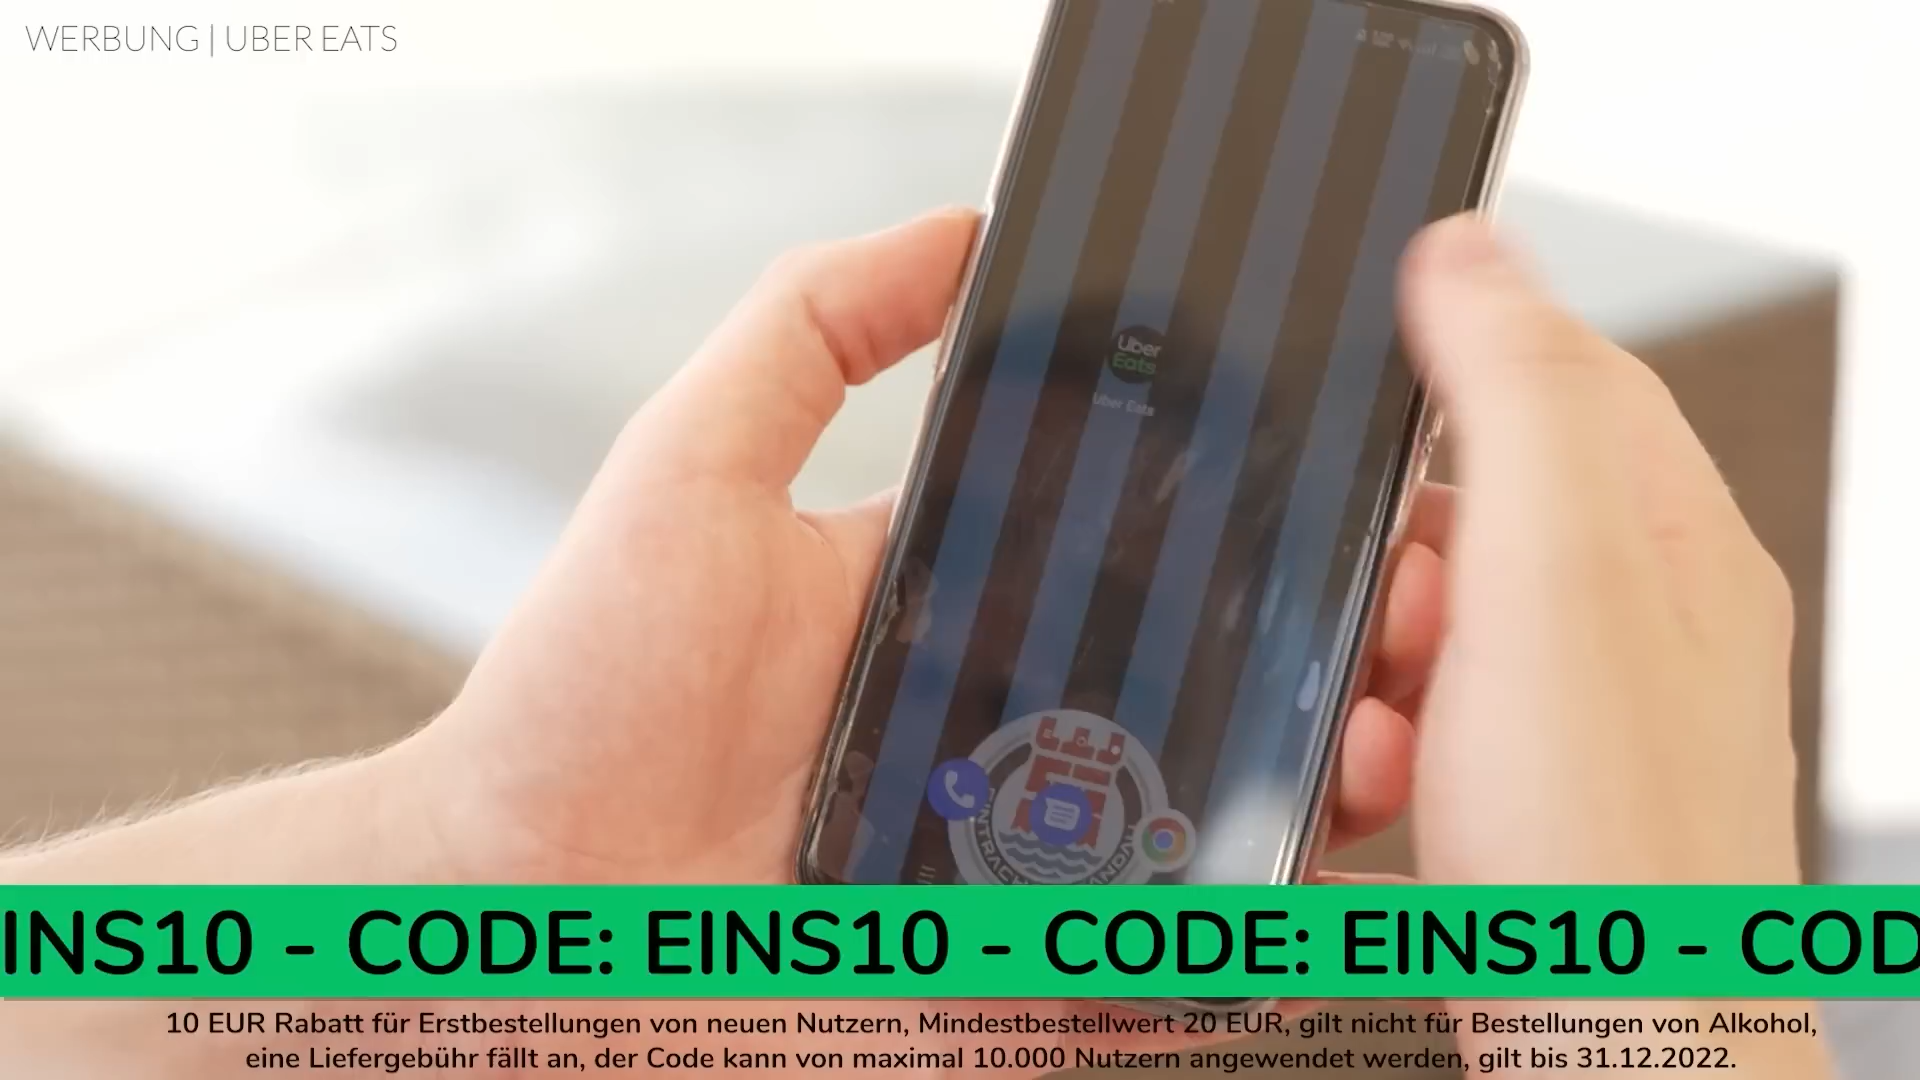 WERBUNG | UBER EATS
Uber
Eats
Uber Eats
INS10 - CODE: EINS10 - CODE: EINS10 - COD
10 EUR Rabatt für Erstbestellungen von neuen Nutzern, Mindestbestellwert 20 EUR, gilt nicht für Bestellungen von Alkohol,
eine Liefergebühr fällt an, der Code kann von maximal 10.000 Nutzern angewendet werden, gilt bis 31.12.2022.